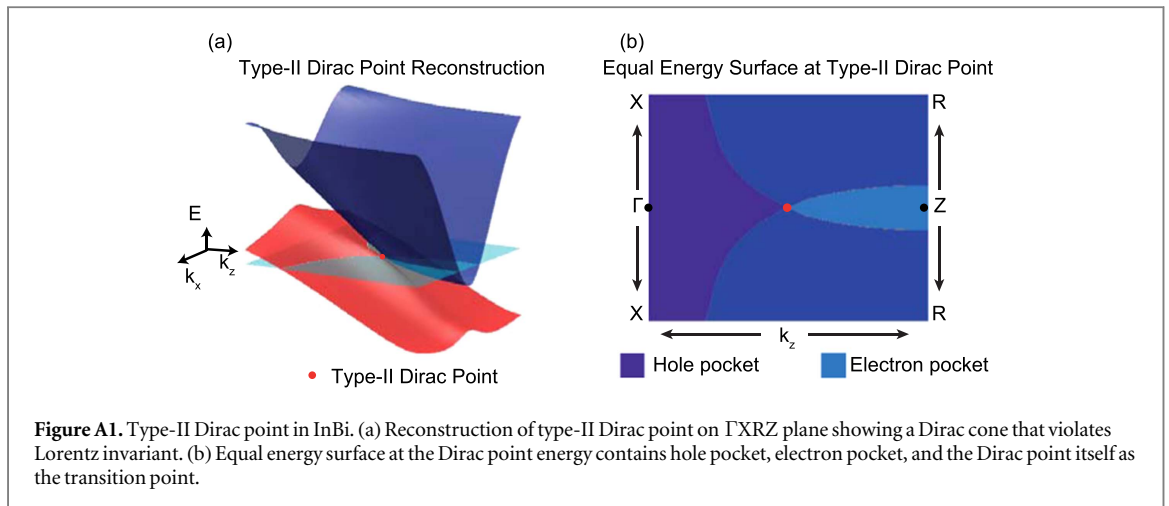 (a)
Type-II Dirac Point Reconstruction
E
k_z
k_x
Type-II Dirac Point
(b)
Equal Energy Surface at Type-II Dirac Point
X
R
Γ
Z
X
R
k_z
Hole pocket
Electron pocket
Figure A1. Type-II Dirac point in InBi. (a) Reconstruction of type-II Dirac point on ΓXRZ plane showing a Dirac cone that violates
Lorentz invariant. (b) Equal energy surface at the Dirac point energy contains hole pocket, electron pocket, and the Dirac point itself as
the transition point.